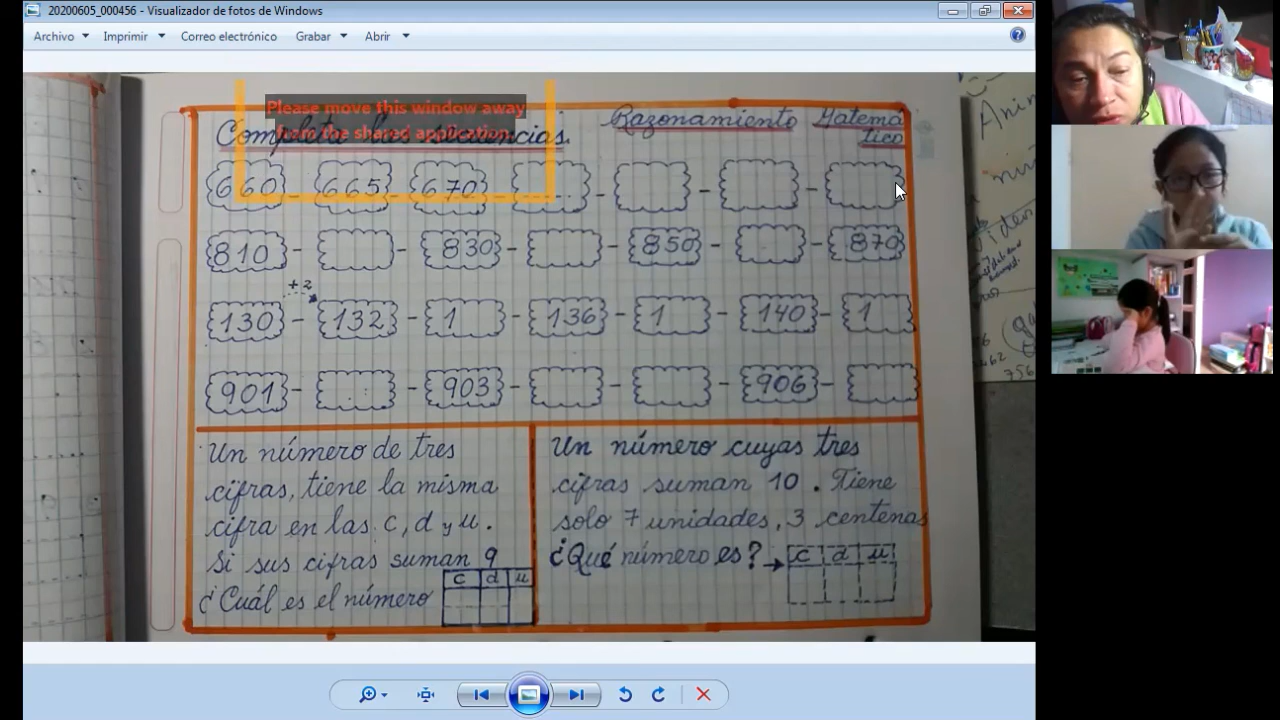 20200605_000456 - Visualizador de fotos de Windows
Archivo Imprimir Correo electrónico Grabar Abrir
Please move this window away
from the shared application.
Completa las secuencias. Razonamiento Matemá
tico
660 - 665 - 670 - - - -
810 - - 830 - - 850 - - 870
+2
130 - 132 - 1 - 136 - 1 - 140 - 1
901 - - 903 - - - 906 -
Un número de tres
cifras, tiene la misma
cifra en las c, d y u.
Si sus cifras suman 9
¿Cuál es el número
c d u
Un número cuyas tres
cifras suman 10. Tiene
solo 7 unidades, 3 centenas
¿Qué número es? → c d u